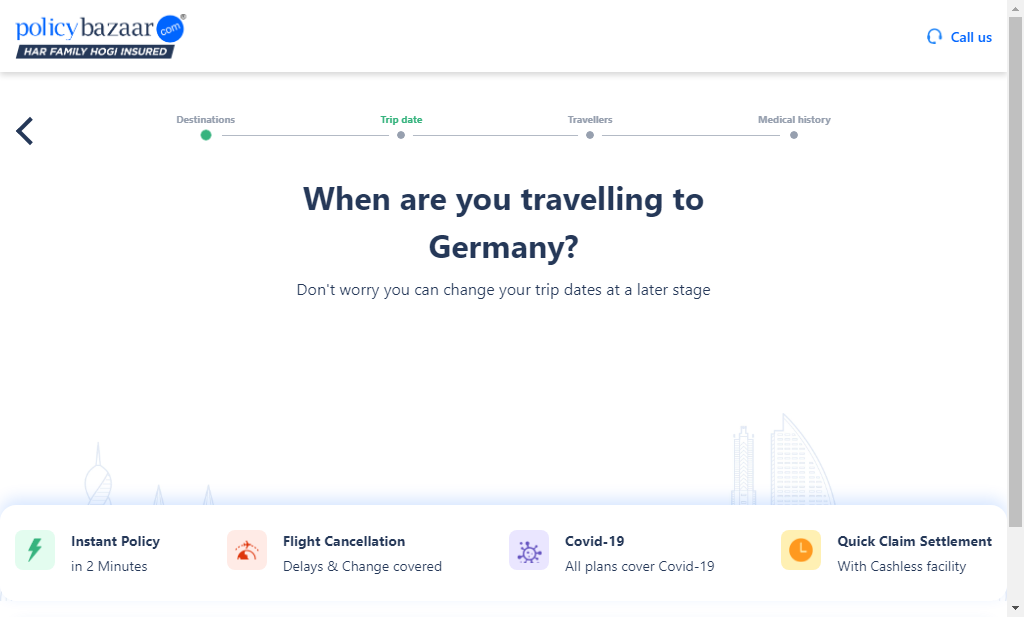 policybazaar.com®
HAR FAMILY HOGI INSURED
Call us
Destinations
Trip date
Travellers
Medical history
When are you travelling to
Germany?
Don't worry you can change your trip dates at a later stage
Instant Policy
in 2 Minutes
Flight Cancellation
Delays & Change covered
Covid-19
All plans cover Covid-19
Quick Claim Settlement
With Cashless facility